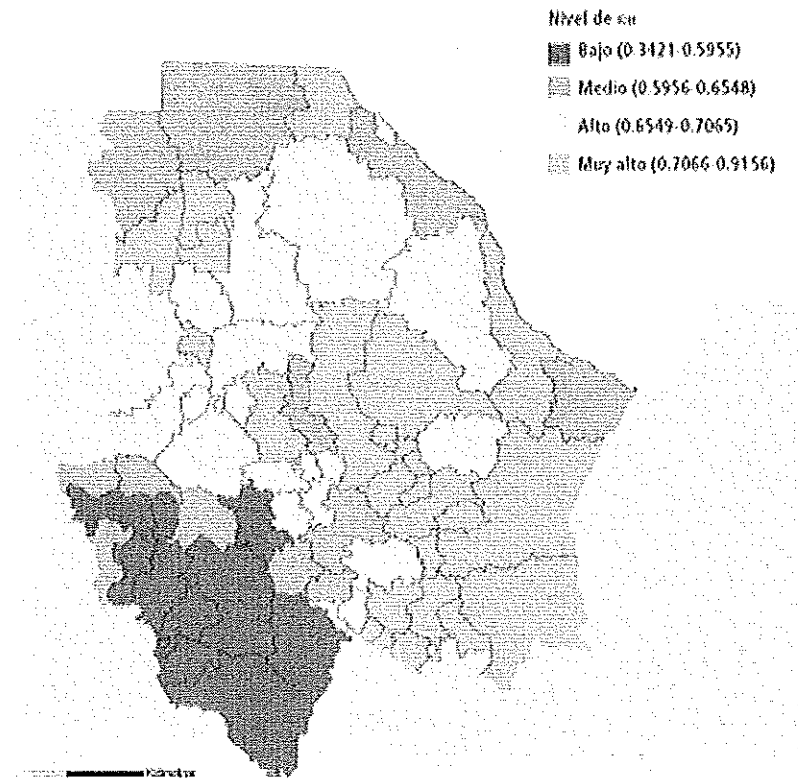 Nivel de
Bajo (0.3421-0.5955)
Medio (0.5956-0.6548)
Alto (0.6549-0.7065)
Muy alto (0.7066-0.9156)